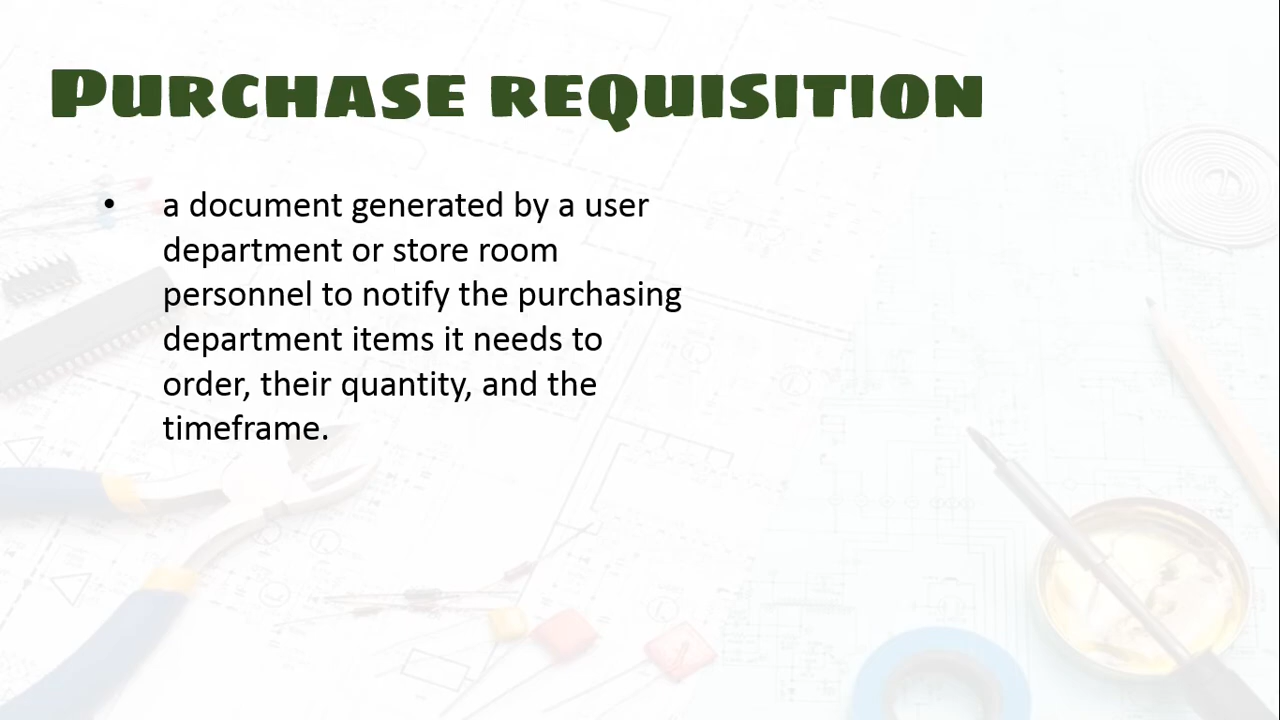 Purchase requisition
• a document generated by a user
department or store room
personnel to notify the purchasing
department items it needs to
order, their quantity, and the
timeframe.